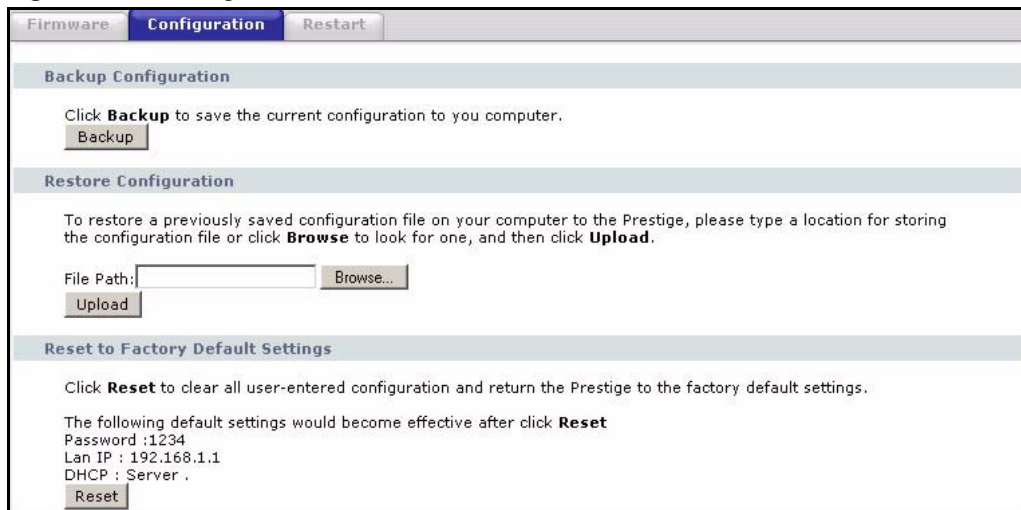 Firmware Configuration Restart
Backup Configuration
Click Backup to save the current configuration to you computer.
Backup
Restore Configuration
To restore a previously saved configuration file on your computer to the Prestige, please type a location for storing
the configuration file or click Browse to look for one, and then click Upload.
File Path: Browse...
Upload
Reset to Factory Default Settings
Click Reset to clear all user-entered configuration and return the Prestige to the factory default settings.
The following default settings would become effective after click Reset
Password :1234
Lan IP : 192.168.1.1
DHCP : Server .
Reset